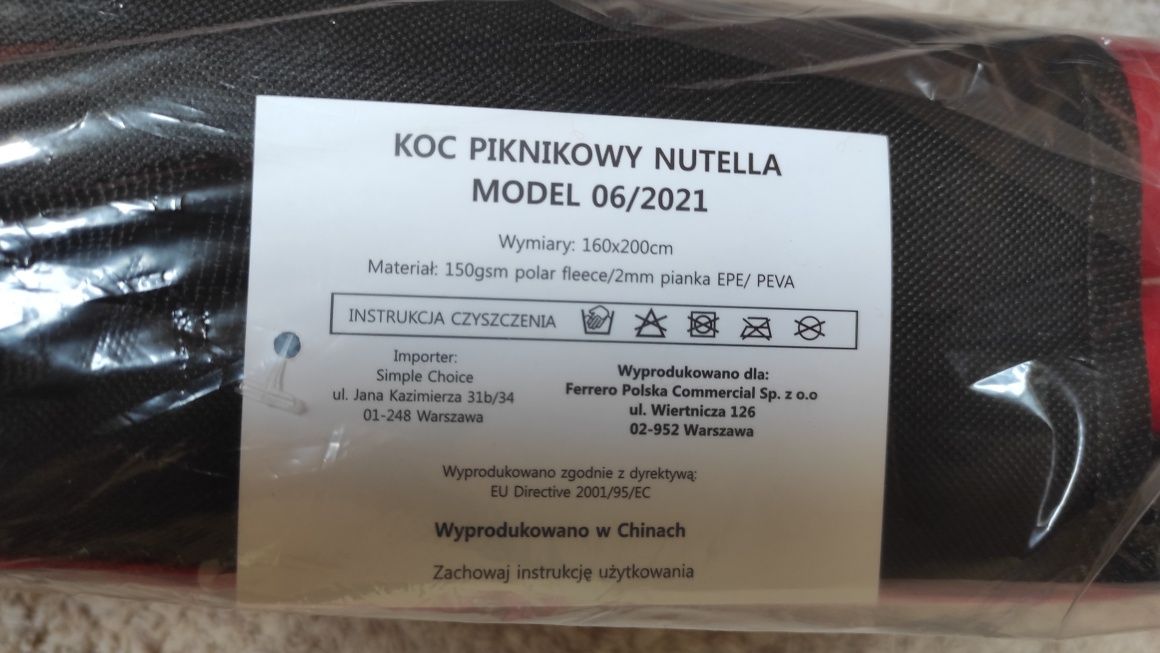 KOC PIKNIKOWY NUTELLA
MODEL 06/2021
Wymiary: 160x200cm
Materiał: 150gsm polar fleece/2mm pianka EPE/ PEVA
INSTRUKCJA CZYSZCZENIA
Importer:
Simple Choice
ul. Jana Kazimierza 31b/34
01-248 Warszawa
Wyprodukowano dla:
Ferrero Polska Commercial Sp. z o.o
ul. Wiertnicza 126
02-952 Warszawa
Wyprodukowano zgodnie z dyrektywą:
EU Directive 2001/95/EC
Wyprodukowano w Chinach
Zachowaj instrukcję użytkowania